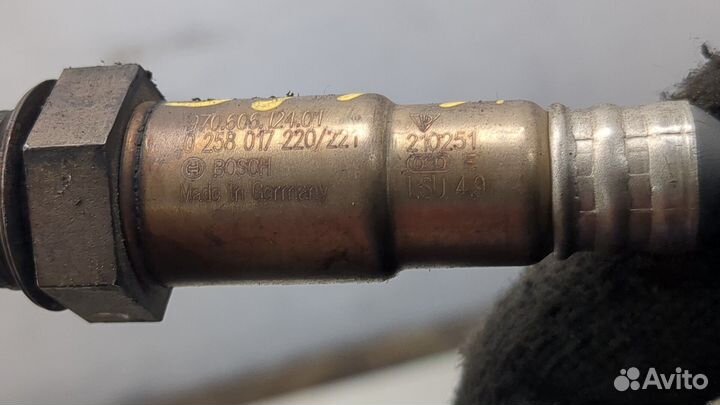 970.606.124.01
0 258 017 220/221
BOSCH
Made in Germany
210251
E
LSU 4.9
Avito